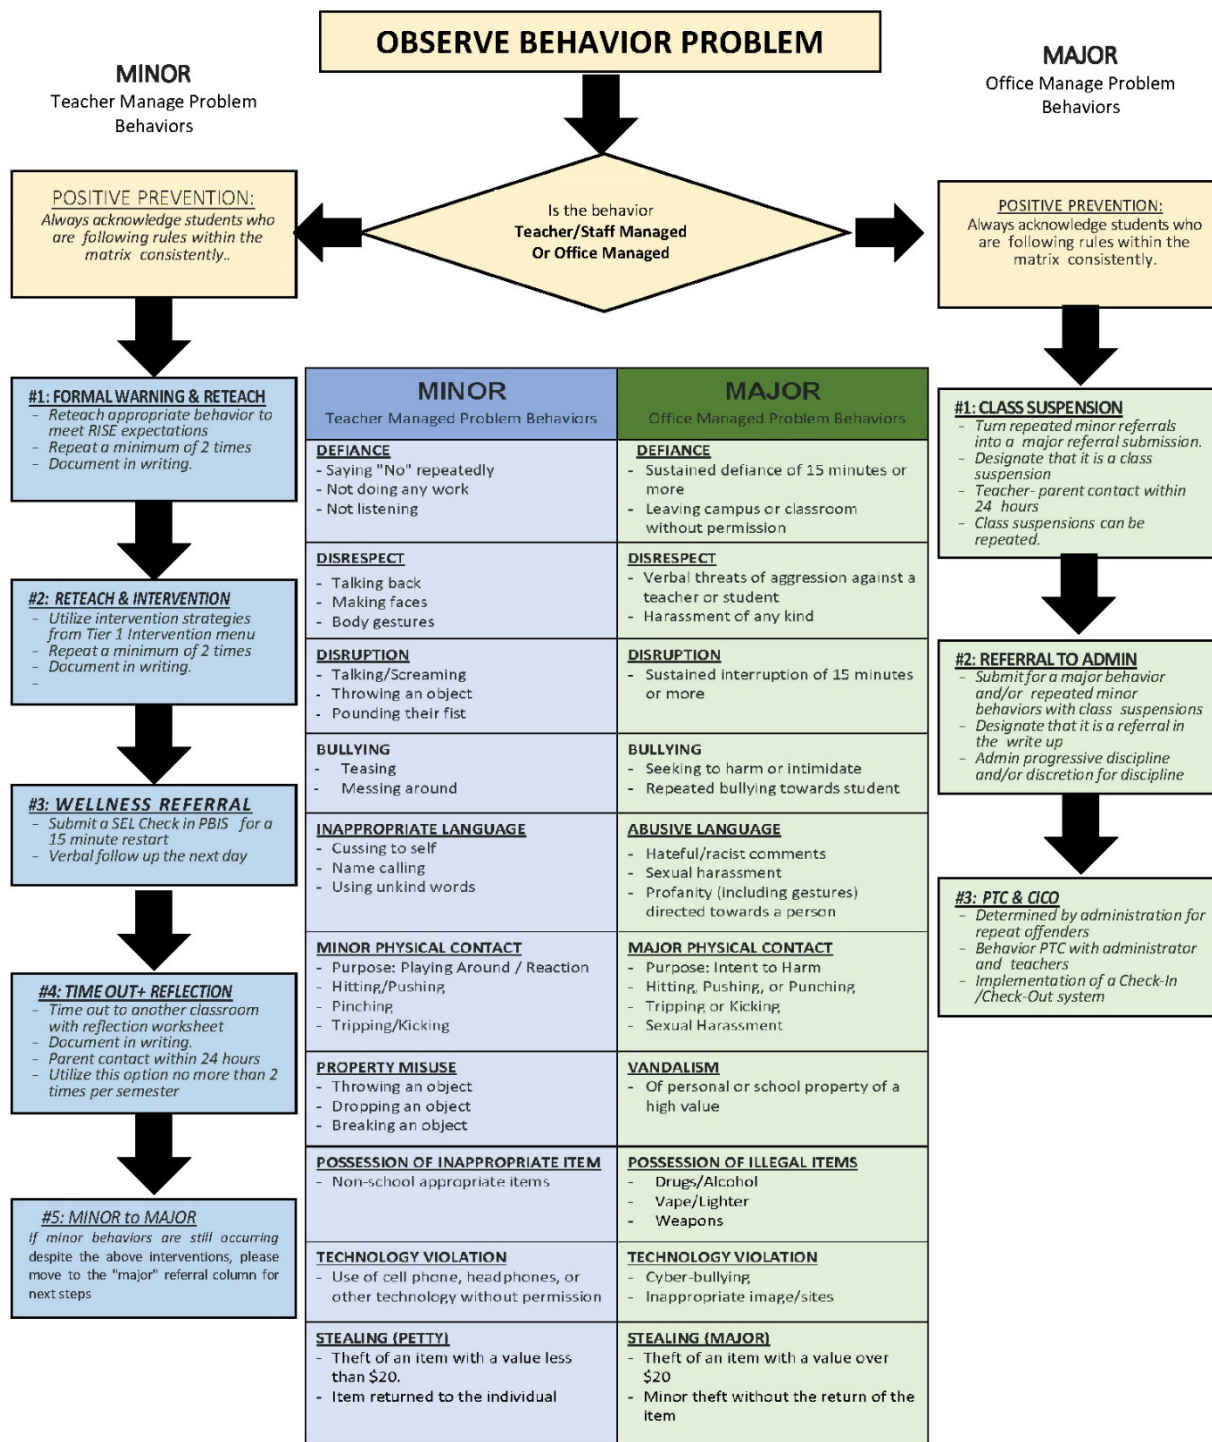 OBSERVE BEHAVIOR PROBLEM
MINOR
Teacher Manage Problem
Behaviors
MAJOR
Office Manage Problem
Behaviors
Is the behavior
Teacher/Staff Managed
Or Office Managed
POSITIVE PREVENTION:
Always acknowledge students who
are following rules within the
matrix consistently..
#1: FORMAL WARNING & RETEACH
- Reteach appropriate behavior to
meet RISE expectations
- Repeat a minimum of 2 times
- Document in writing.
#2: RETEACH & INTERVENTION
- Utilize intervention strategies
from Tier 1 Intervention menu
- Repeat a minimum of 2 times
- Document in writing.
-
#3: WELLNESS REFERRAL
- Submit a SEL Check in PBIS for a
15 minute restart
- Verbal follow up the next day
#4: TIME OUT+ REFLECTION
- Time out to another classroom
with reflection worksheet
- Document in writing.
- Parent contact within 24 hours
- Utilize this option no more than 2
times per semester
#5: MINOR to MAJOR
if minor behaviors are still occurring
despite the above interventions, please
move to the "major" referral column for
next steps
MINOR
Teacher Managed Problem Behaviors
DEFIANCE
- Saying "No" repeatedly
- Not doing any work
- Not listening
DISRESPECT
- Talking back
- Making faces
- Body gestures
DISRUPTION
- Talking/Screaming
- Throwing an object
- Pounding their fist
BULLYING
- Teasing
- Messing around
INAPPROPRIATE LANGUAGE
- Cussing to self
- Name calling
- Using unkind words
MINOR PHYSICAL CONTACT
- Purpose: Playing Around / Reaction
- Hitting/Pushing
- Pinching
- Tripping/Kicking
PROPERTY MISUSE
- Throwing an object
- Dropping an object
- Breaking an object
POSSESSION OF INAPPROPRIATE ITEM
- Non-school appropriate items
TECHNOLOGY VIOLATION
- Use of cell phone, headphones, or
other technology without permission
STEALING (PETTY)
- Theft of an item with a value less
than $20.
- Item returned to the individual
MAJOR
Office Managed Problem Behaviors
DEFIANCE
- Sustained defiance of 15 minutes or
more
- Leaving campus or classroom
without permission
DISRESPECT
- Verbal threats of aggression against a
teacher or student
- Harassment of any kind
DISRUPTION
- Sustained interruption of 15 minutes
or more
BULLYING
- Seeking to harm or intimidate
- Repeated bullying towards student
ABUSIVE LANGUAGE
- Hateful/racist comments
- Sexual harassment
- Profanity (including gestures)
directed towards a person
MAJOR PHYSICAL CONTACT
- Purpose: Intent to Harm
- Hitting, Pushing, or Punching
- Tripping or Kicking
- Sexual Harassment
VANDALISM
- Of personal or school property of a
high value
POSSESSION OF ILLEGAL ITEMS
- Drugs/Alcohol
- Vape/Lighter
- Weapons
TECHNOLOGY VIOLATION
- Cyber-bullying
- Inappropriate image/sites
STEALING (MAJOR)
- Theft of an item with a value over
$20
- Minor theft without the return of the
item
POSITIVE PREVENTION:
Always acknowledge students who
are following rules within the
matrix consistently.
#1: CLASS SUSPENSION
- Turn repeated minor referrals
into a major referral submission.
- Designate that it is a class
suspension
- Teacher- parent contact within
24 hours
- Class suspensions can be
repeated.
#2: REFERRAL TO ADMIN
- Submit for a major behavior
and/or repeated minor
behaviors with class suspensions
- Designate that it is a referral in
the write up
- Admin progressive discipline
and/or discretion for discipline
#3: PTC & CICO
- Determined by administration for
repeat offenders
- Behavior PTC with administrator
and teachers
- Implementation of a Check-In
/Check-Out system